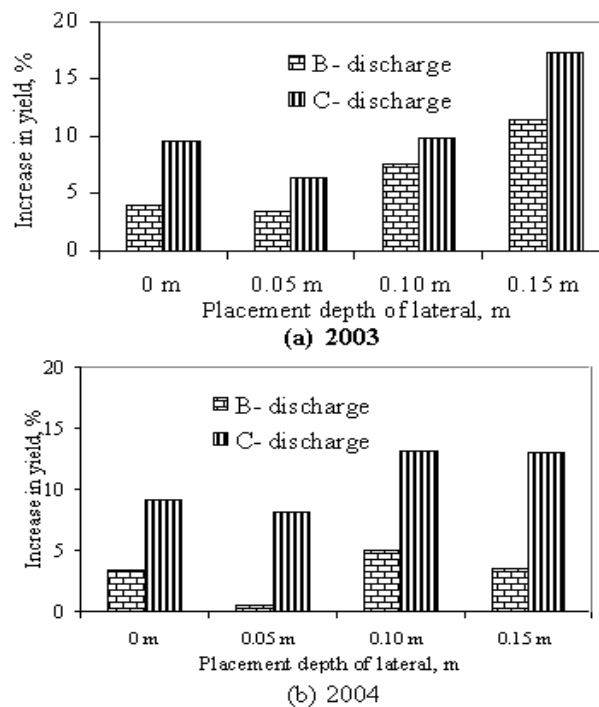 20
15
10
5
0
Increase in yield, %
B- discharge
C- discharge
0 m 0.05 m 0.10 m 0.15 m
Placement depth of lateral, m
(a) 2003
20
15
10
5
0
Increase in yield, %
B- discharge
C- discharge
0 m 0.05 m 0.10 m 0.15 m
Placement depth of lateral, m
(b) 2004